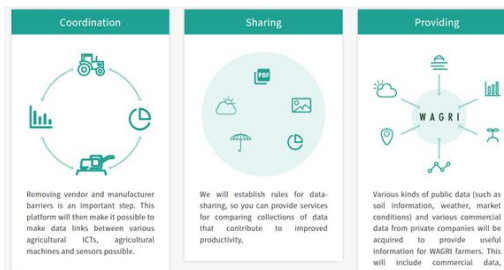 Coordination
Removing vendor and manufacturer
barriers is an important step. This
platform will then make it possible to
make data links between various
agricultural ICTs, agricultural
machines and sensors possible.
Sharing
PDF
We will establish rules for data-
sharing, so you can provide services
for comparing collections of data
that contribute to improved
productivity.
Providing
WAGRI
Various kinds of public data (such as
soil information, weather, market
conditions) and various commercial
data from private companies will be
acquired to provide useful
information for WAGRI farmers. This
will include commercial data,